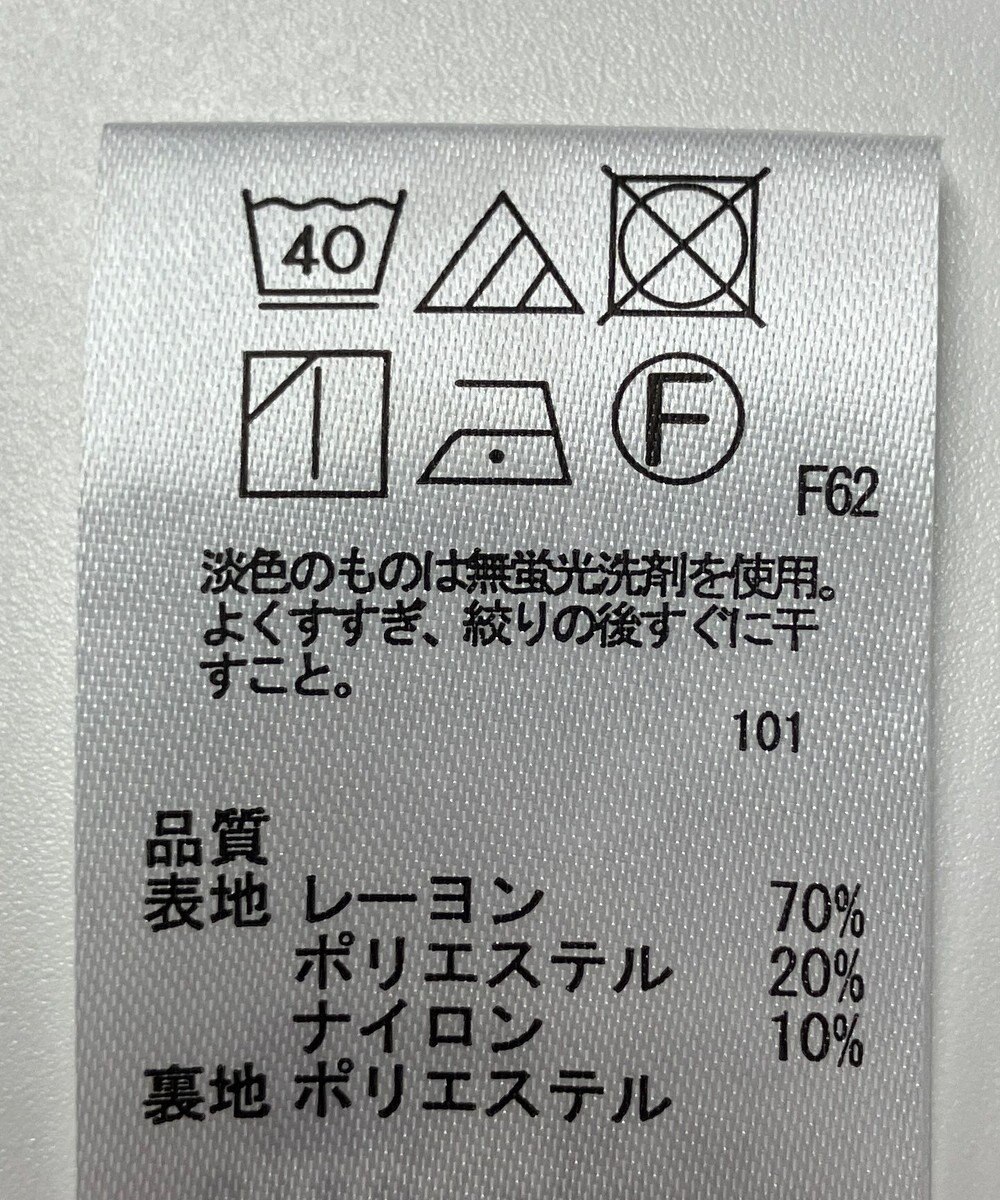 40
F
F62
淡色のものは無蛍光洗剤を使用。
よくすすぎ、絞りの後すぐに干
すこと。
101
品質
表地 レーヨン 70%
ポリエステル 20%
ナイロン 10%
裏地 ポリエステル